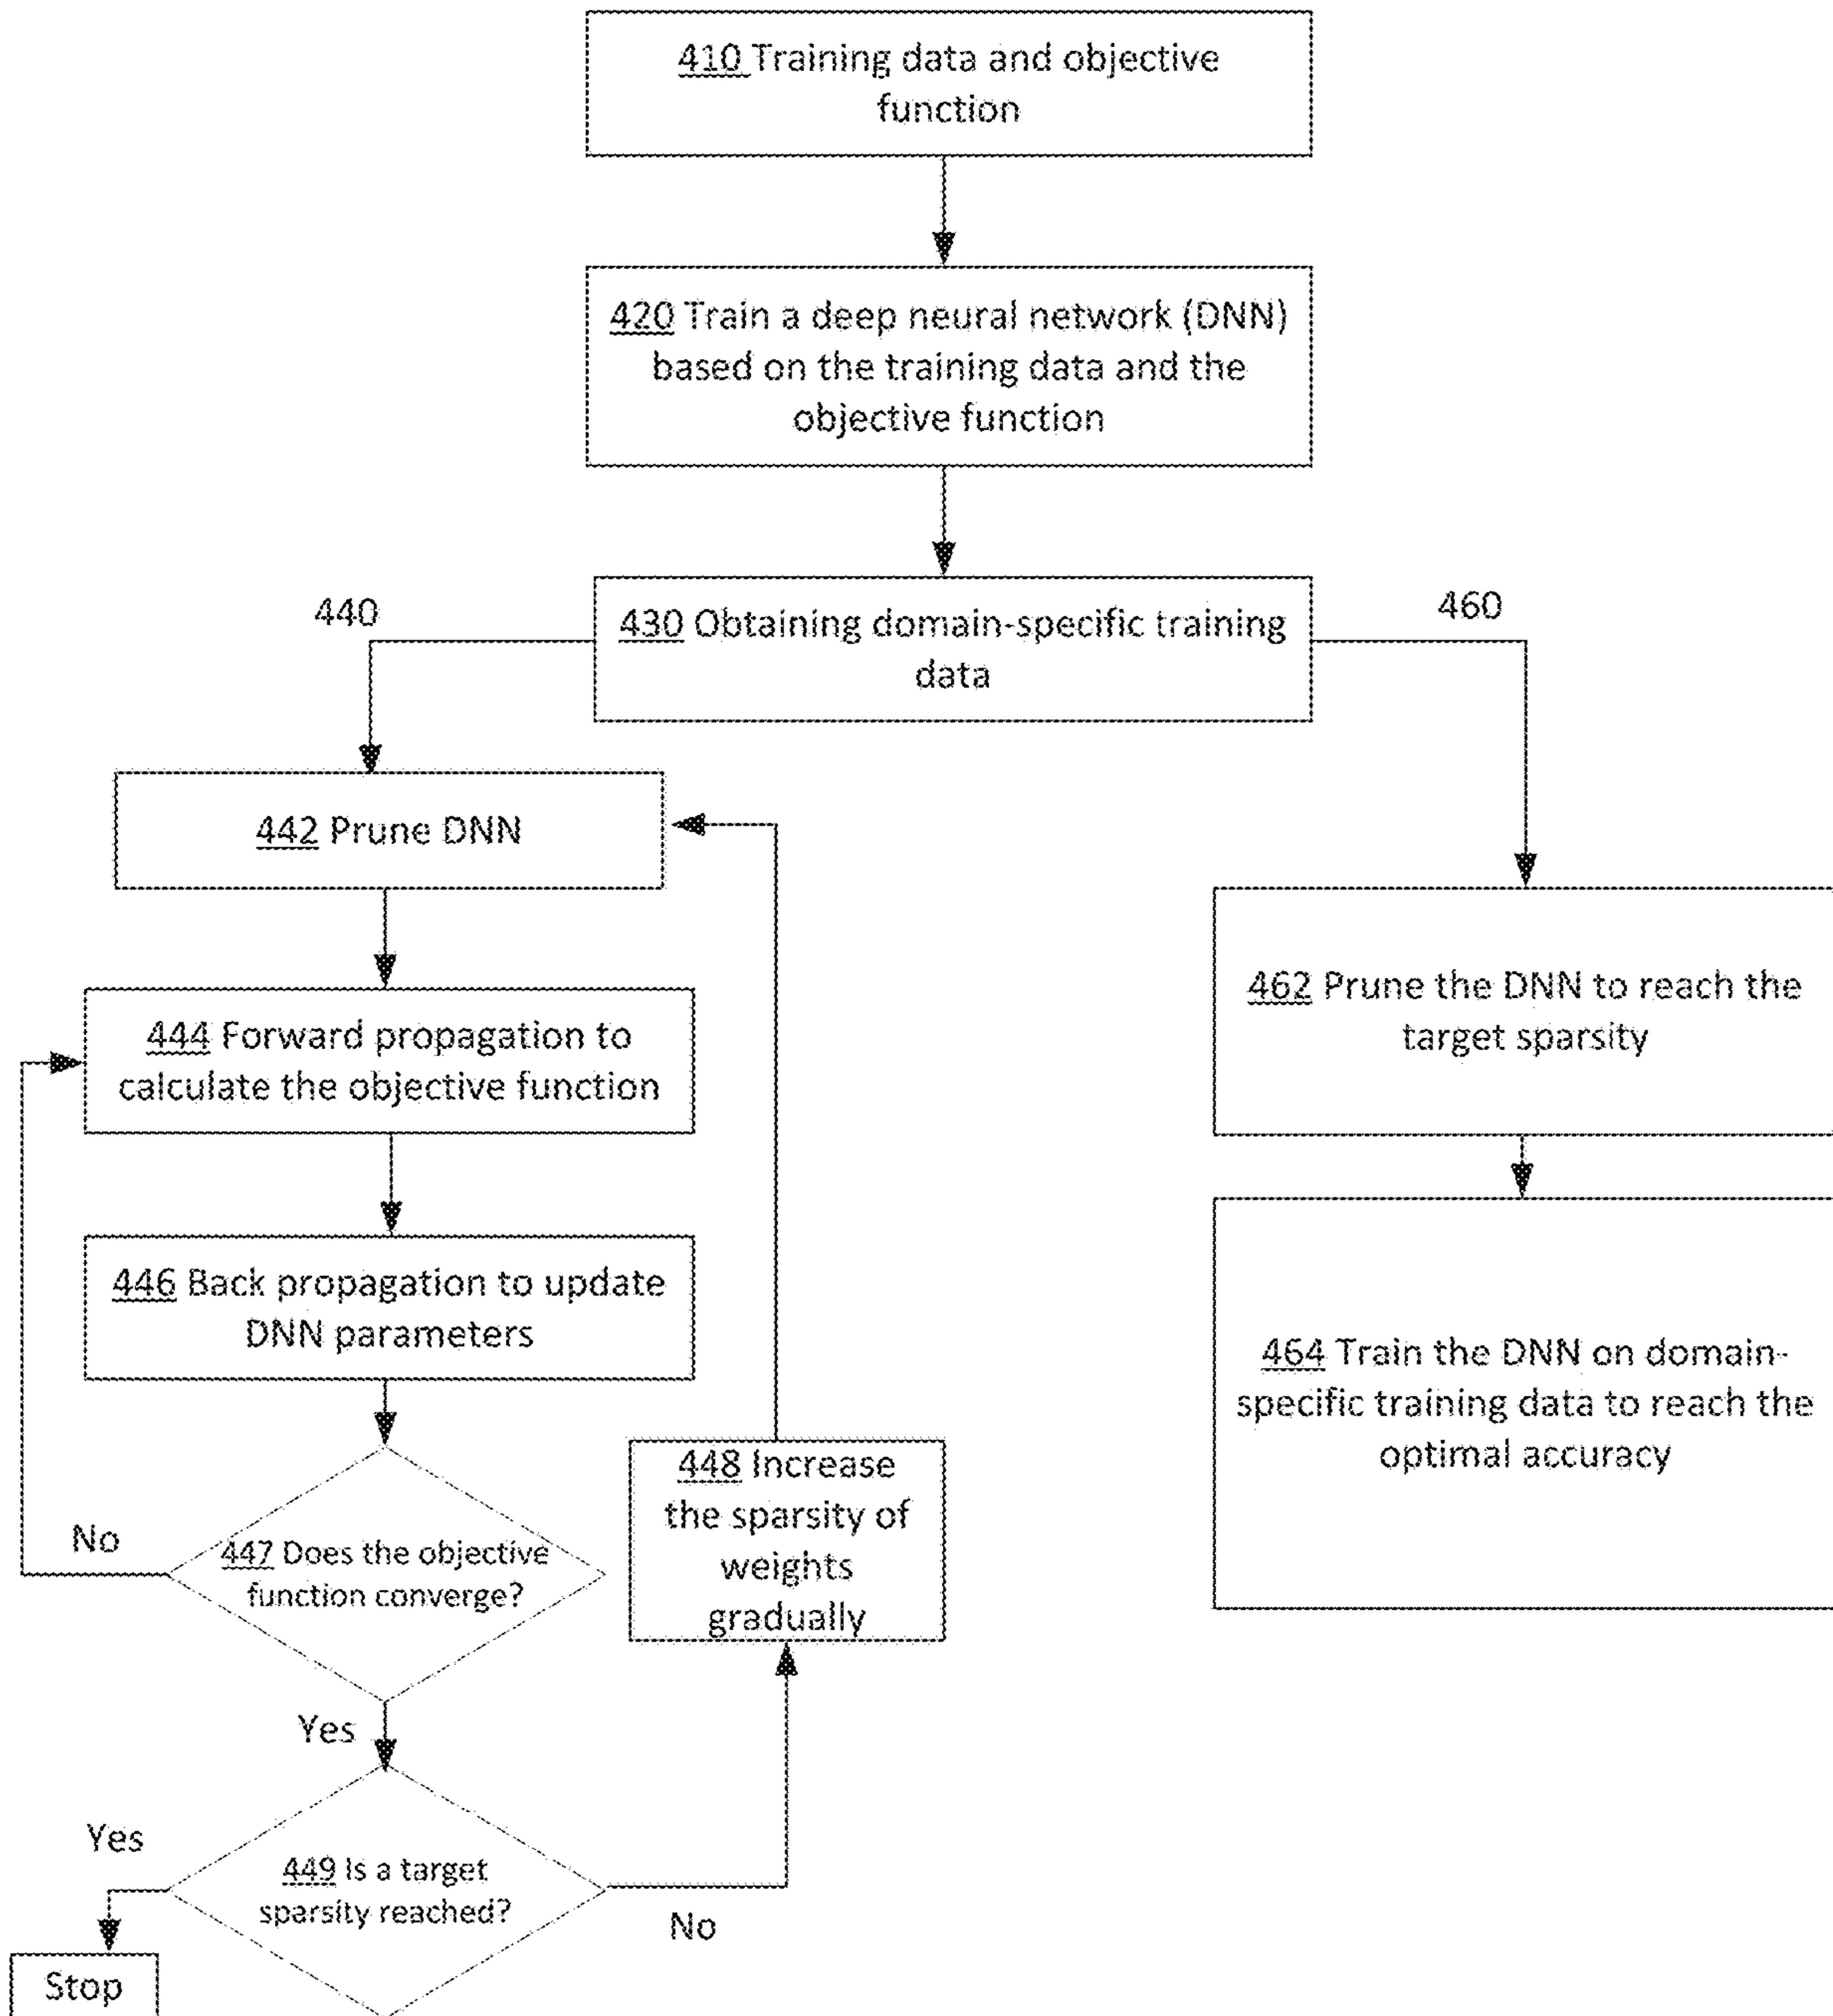 410 Training data and objective
function
420 Train a deep neural network (DNN)
based on the training data and the
objective function
430 Obtaining domain-specific training
data
440
460
442 Prune DNN
444 Forward propagation to
calculate the objective function
446 Back propagation to update
DNN parameters
447 Does the objective
function converge?
No
Yes
448 Increase
the sparsity of
weights
gradually
449 Is a target
sparsity reached?
Yes
No
Stop
462 Prune the DNN to reach the
target sparsity
464 Train the DNN on domain-
specific training data to reach the
optimal accuracy